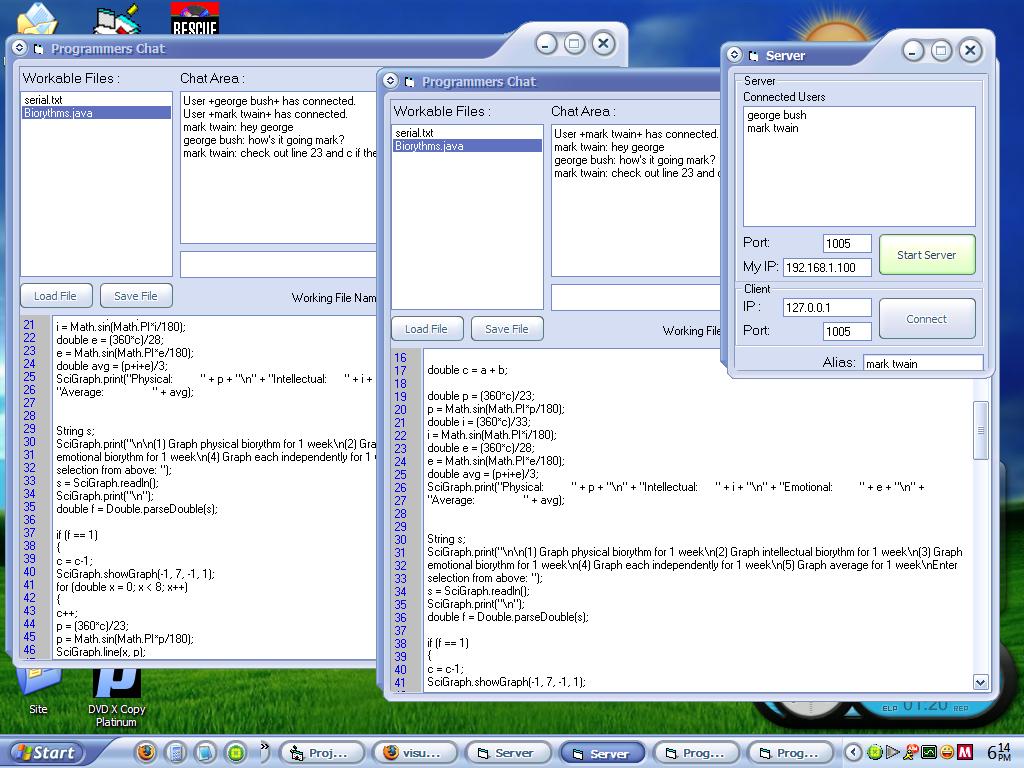 RESCUE
Programmers Chat
Workable Files :
Chat Area :
serial.txt
Biorythms.java
User +george bush+ has connected.
User +mark twain+ has connected.
mark twain: hey george
george bush: how's it going mark?
mark twain: check out line 23 and c if the
Load File
Save File
Working File Nam
21
22
23
24
25
26
27
28
29
30
31
32
33
34
35
36
37
38
39
40
41
42
43
44
45
46
i = Math.sin(Math.PI*i/180);
double e = (360*c)/28;
e = Math.sin(Math.PI*e/180);
double avg = (p+i+e)/3;
SciGraph.print("Physical: " + p + "\n" + "Intellectual: " + i +
"Average: " + avg);
String s;
SciGraph.print("\n\n(1) Graph physical biorythm for 1 week\n(2) Gra
emotional biorythm for 1 week\n(4) Graph each independently for 1
selection from above: ");
s = SciGraph.readln();
SciGraph.print("\n");
double f = Double.parseDouble(s);
if (f == 1)
{
c = c-1;
SciGraph.showGraph(-1, 7, -1, 1);
for (double x = 0; x < 8; x++)
{
c++;
p = (360*c)/23;
p = Math.sin(Math.PI*p/180);
SciGraph.line(x, p);
Programmers Chat
Workable Files :
Chat Area :
serial.txt
Biorythms.java
User +mark twain+ has connected.
mark twain: hey george
george bush: how's it going mark?
mark twain: check out line 23 and c
Load File
Save File
Working File
16
17
18
19
20
21
22
23
24
25
26
27
28
29
30
31
32
33
34
35
36
37
38
39
40
41
double c = a + b;
double p = (360*c)/23;
p = Math.sin(Math.PI*p/180);
double i = (360*c)/33;
i = Math.sin(Math.PI*i/180);
double e = (360*c)/28;
e = Math.sin(Math.PI*e/180);
double avg = (p+i+e)/3;
SciGraph.print("Physical: " + p + "\n" + "Intellectual: " + i + "\n" + "Emotional: " + e + "\n" +
"Average: " + avg);
String s;
SciGraph.print("\n\n(1) Graph physical biorythm for 1 week\n(2) Graph intellectual biorythm for 1 week\n(3) Graph
emotional biorythm for 1 week\n(4) Graph each independently for 1 week\n(5) Graph average for 1 week\nEnter
selection from above: ");
s = SciGraph.readln();
SciGraph.print("\n");
double f = Double.parseDouble(s);
if (f == 1)
{
c = c-1;
SciGraph.showGraph(-1, 7, -1, 1);
Server
Server
Connected Users
george bush
mark twain
Port: 1005
My IP: 192.168.1.100
Start Server
Client
IP : 127.0.0.1
Port: 1005
Connect
Alias: mark twain
Site
DVD X Copy
Platinum
ELP 01:20 REP
Start
Proj...
visu...
Server
Server
Prog...
Prog...
6:14
PM